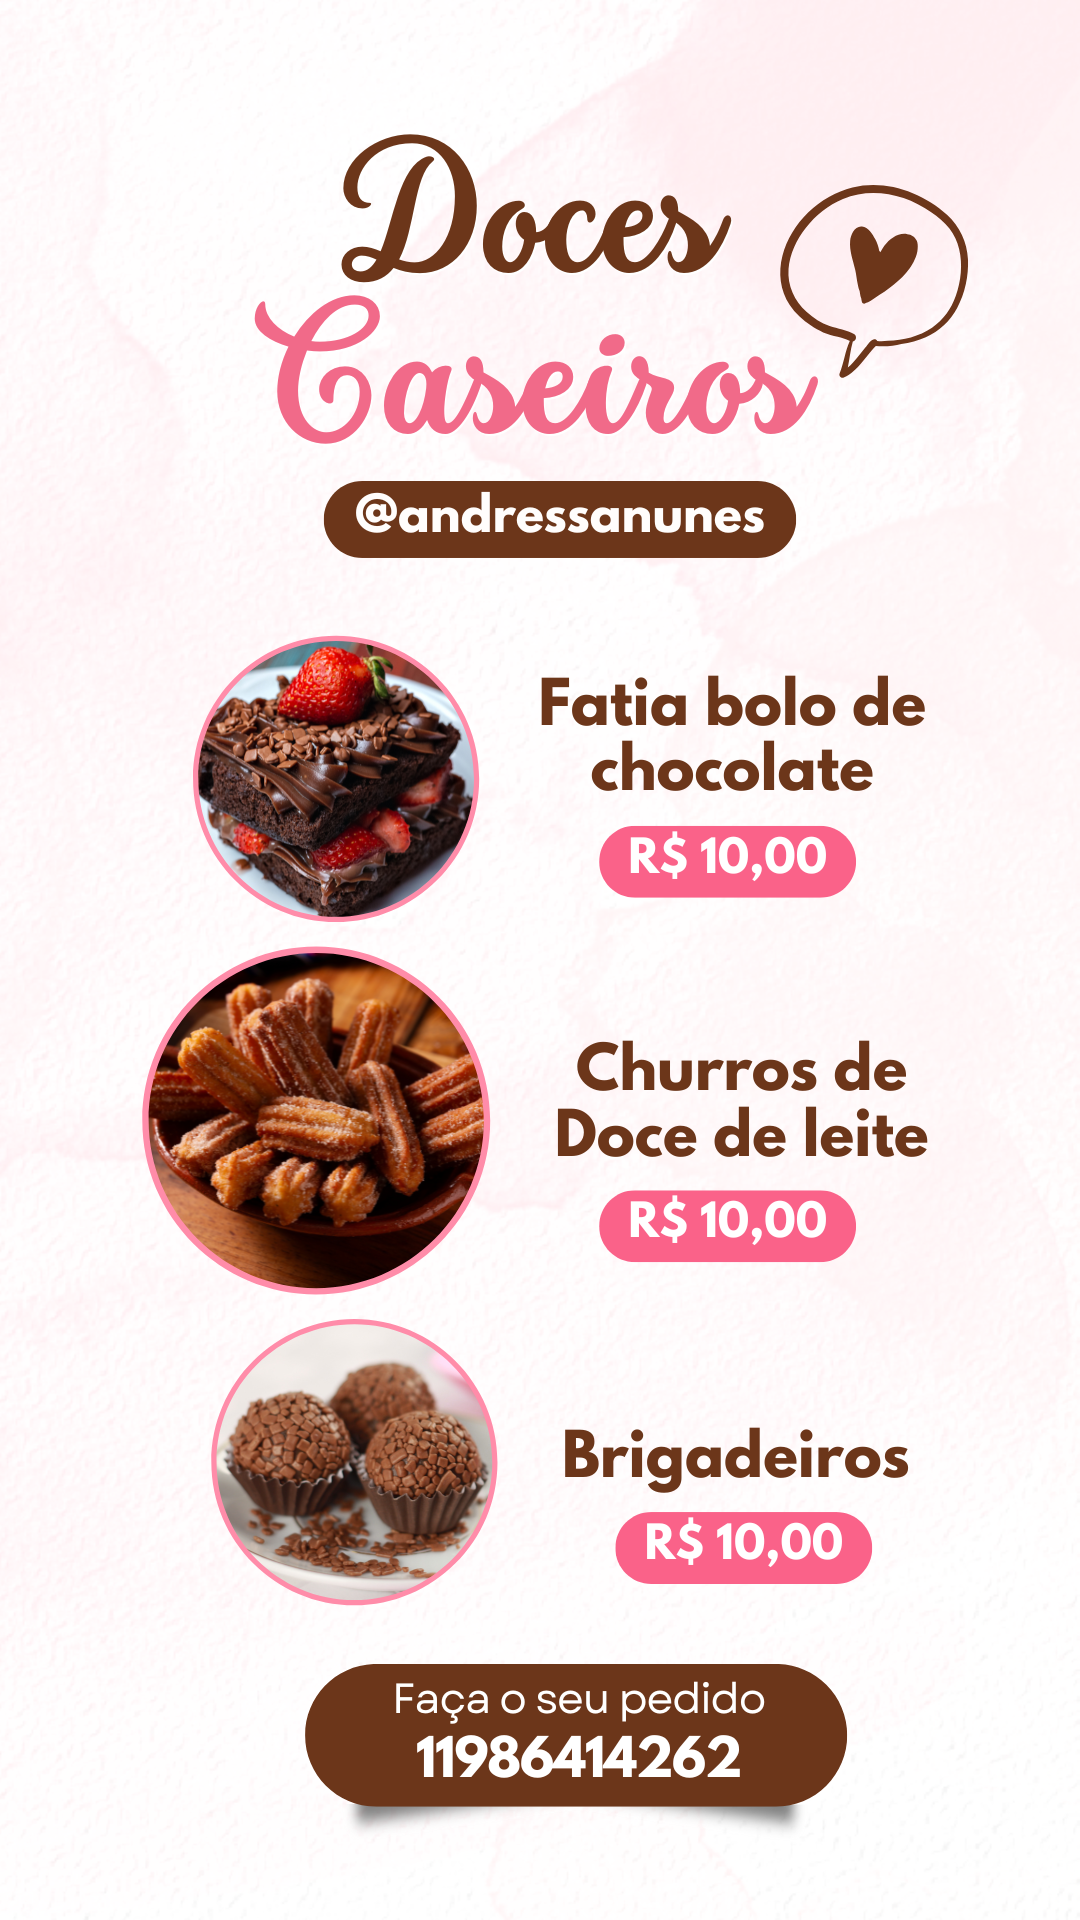 Doces
Caseiros
@andressanunes
Fatia bolo de
chocolate
R$ 10,00
Churros de
Doce de leite
R$ 10,00
Brigadeiros
R$ 10,00
Faça o seu pedido
11986414262